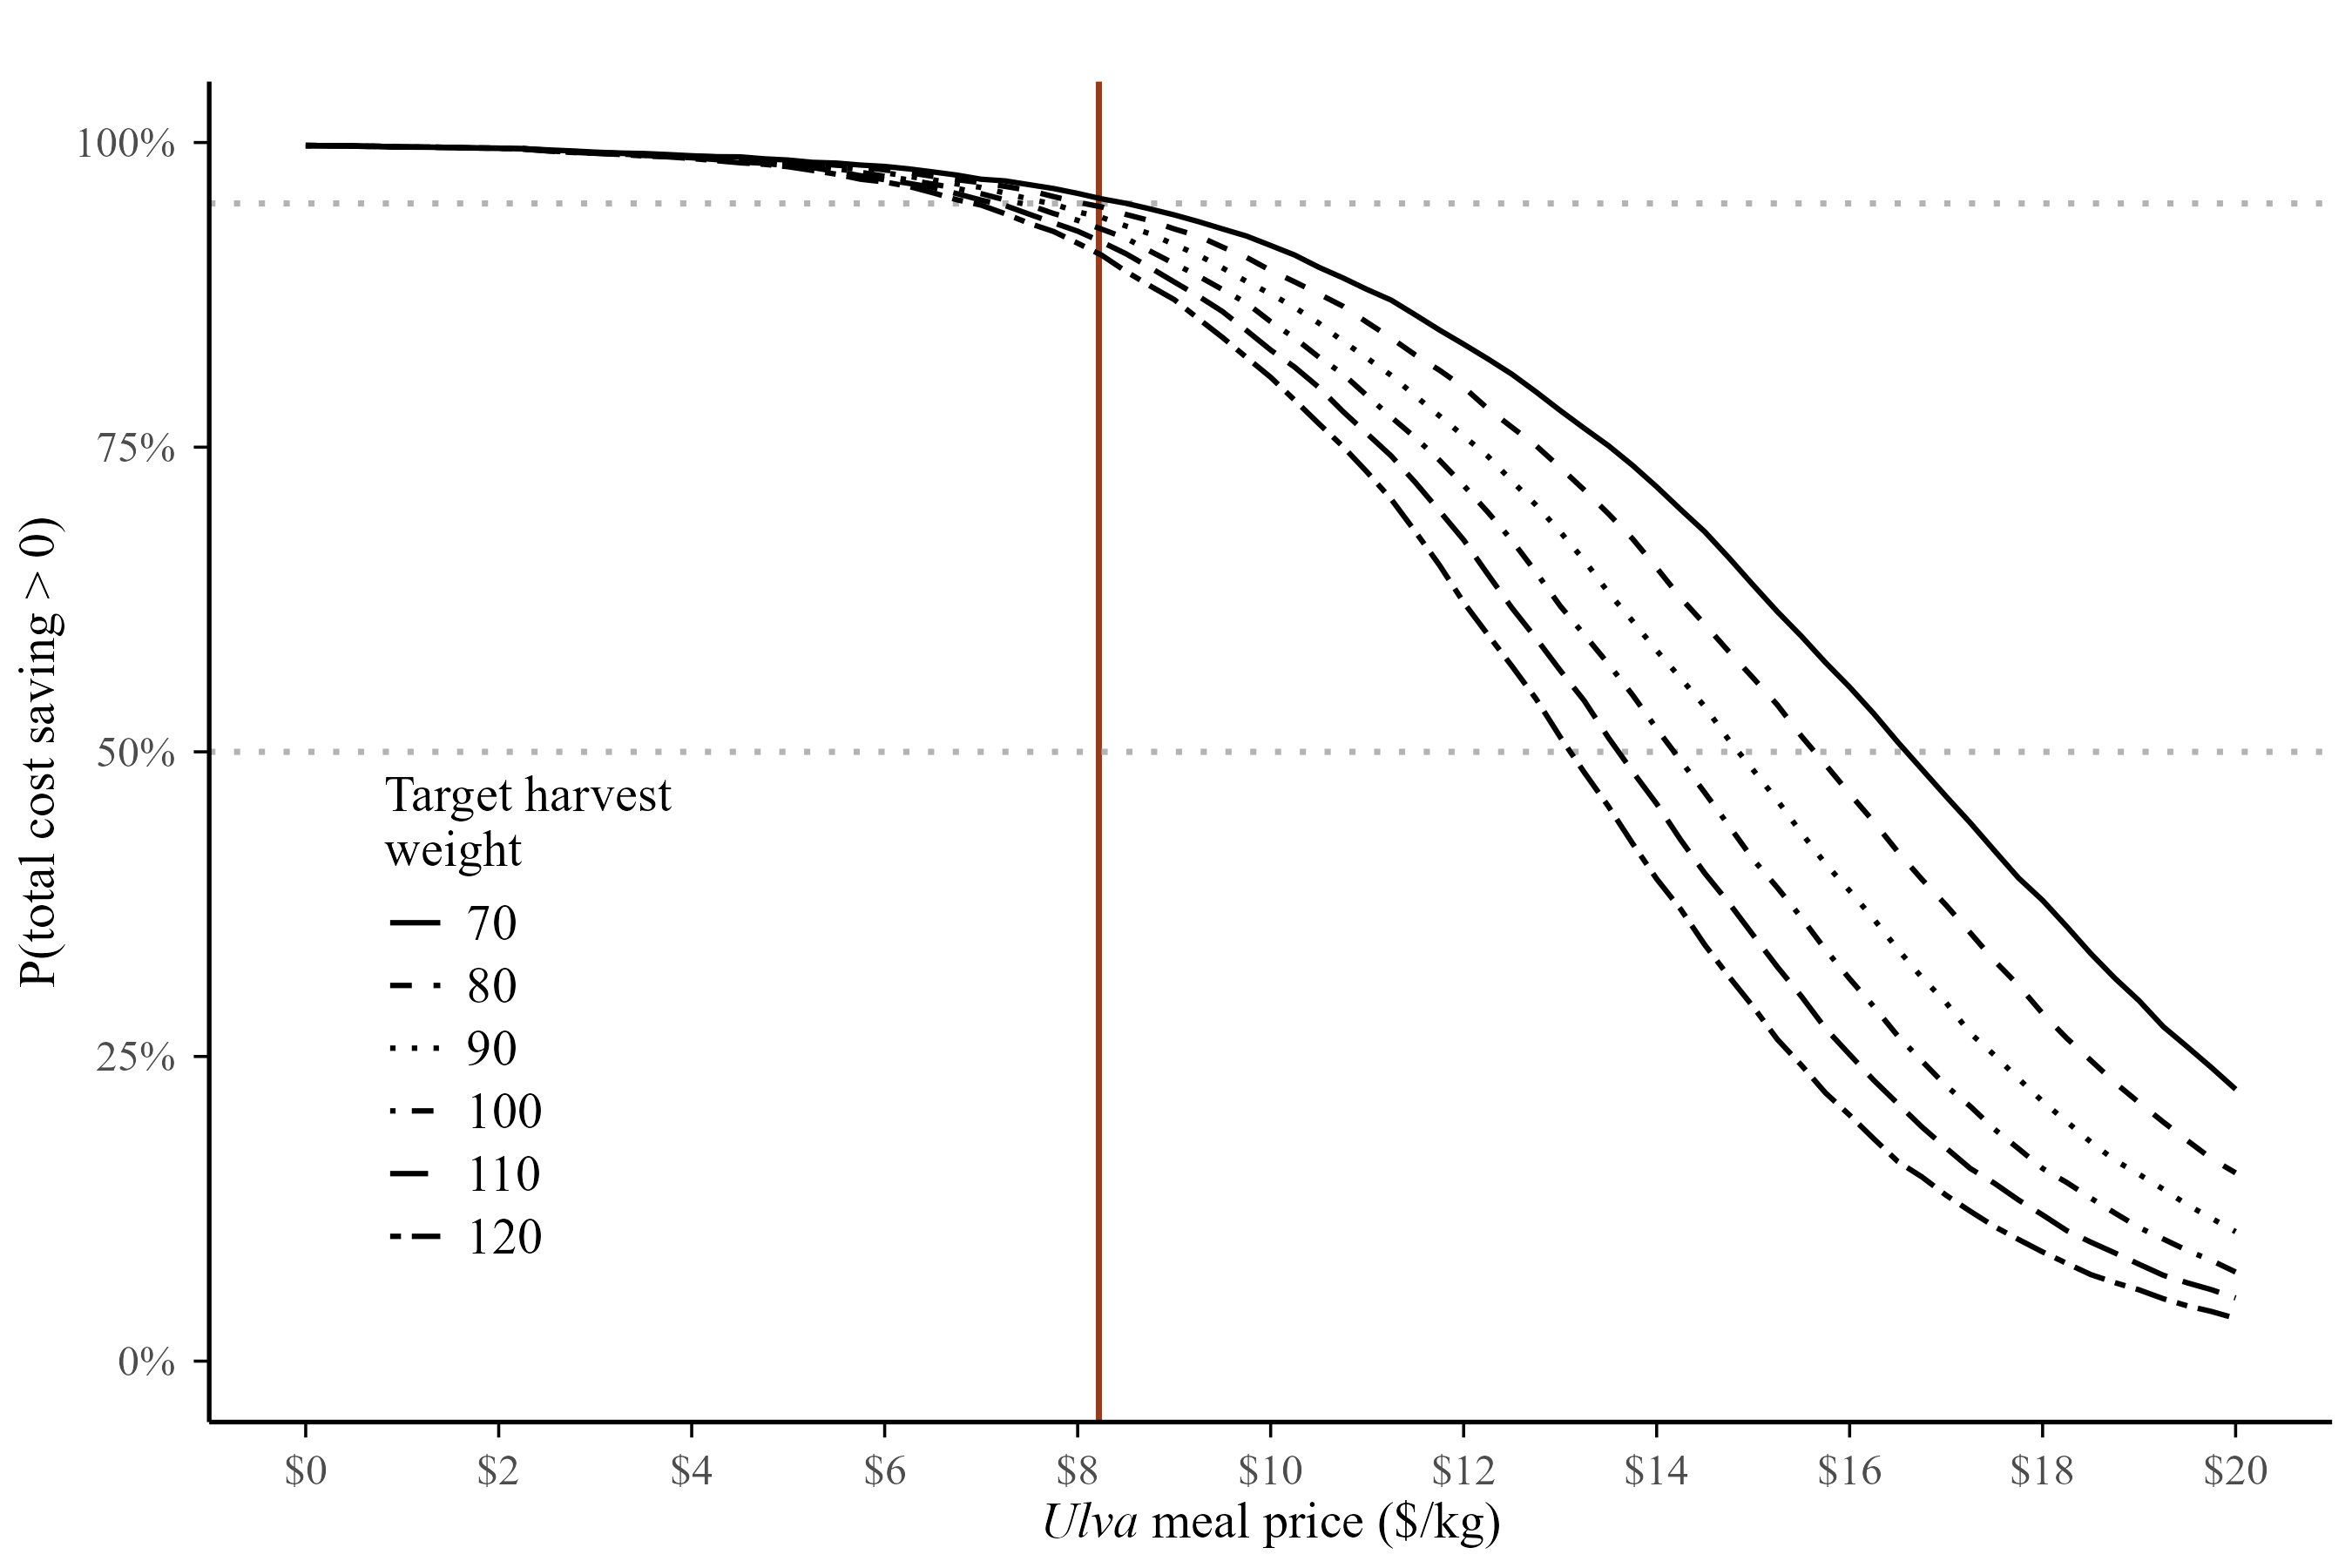 100%
75%
50%
25%
0%
P(total cost saving > 0)
Target harvest
weight
70
80
90
100
110
120
$0 $2 $4 $6 $8 $10 $12 $14 $16 $18 $20
Ulva meal price ($/kg)